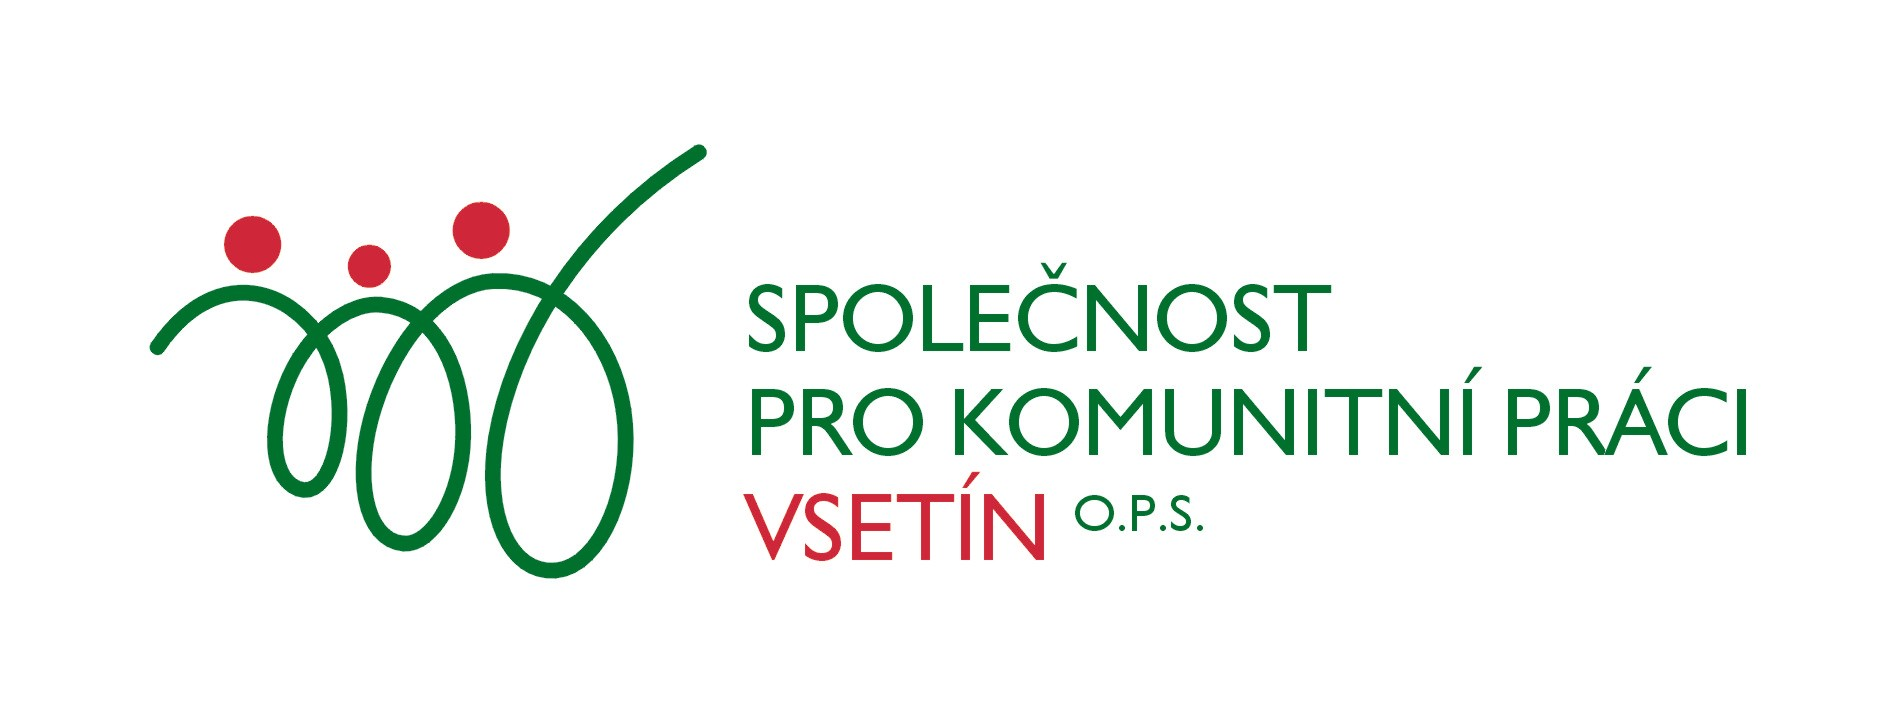 SPOLEČNOST
PRO KOMUNITNÍ PRÁCI
VSETÍN O.P.S.